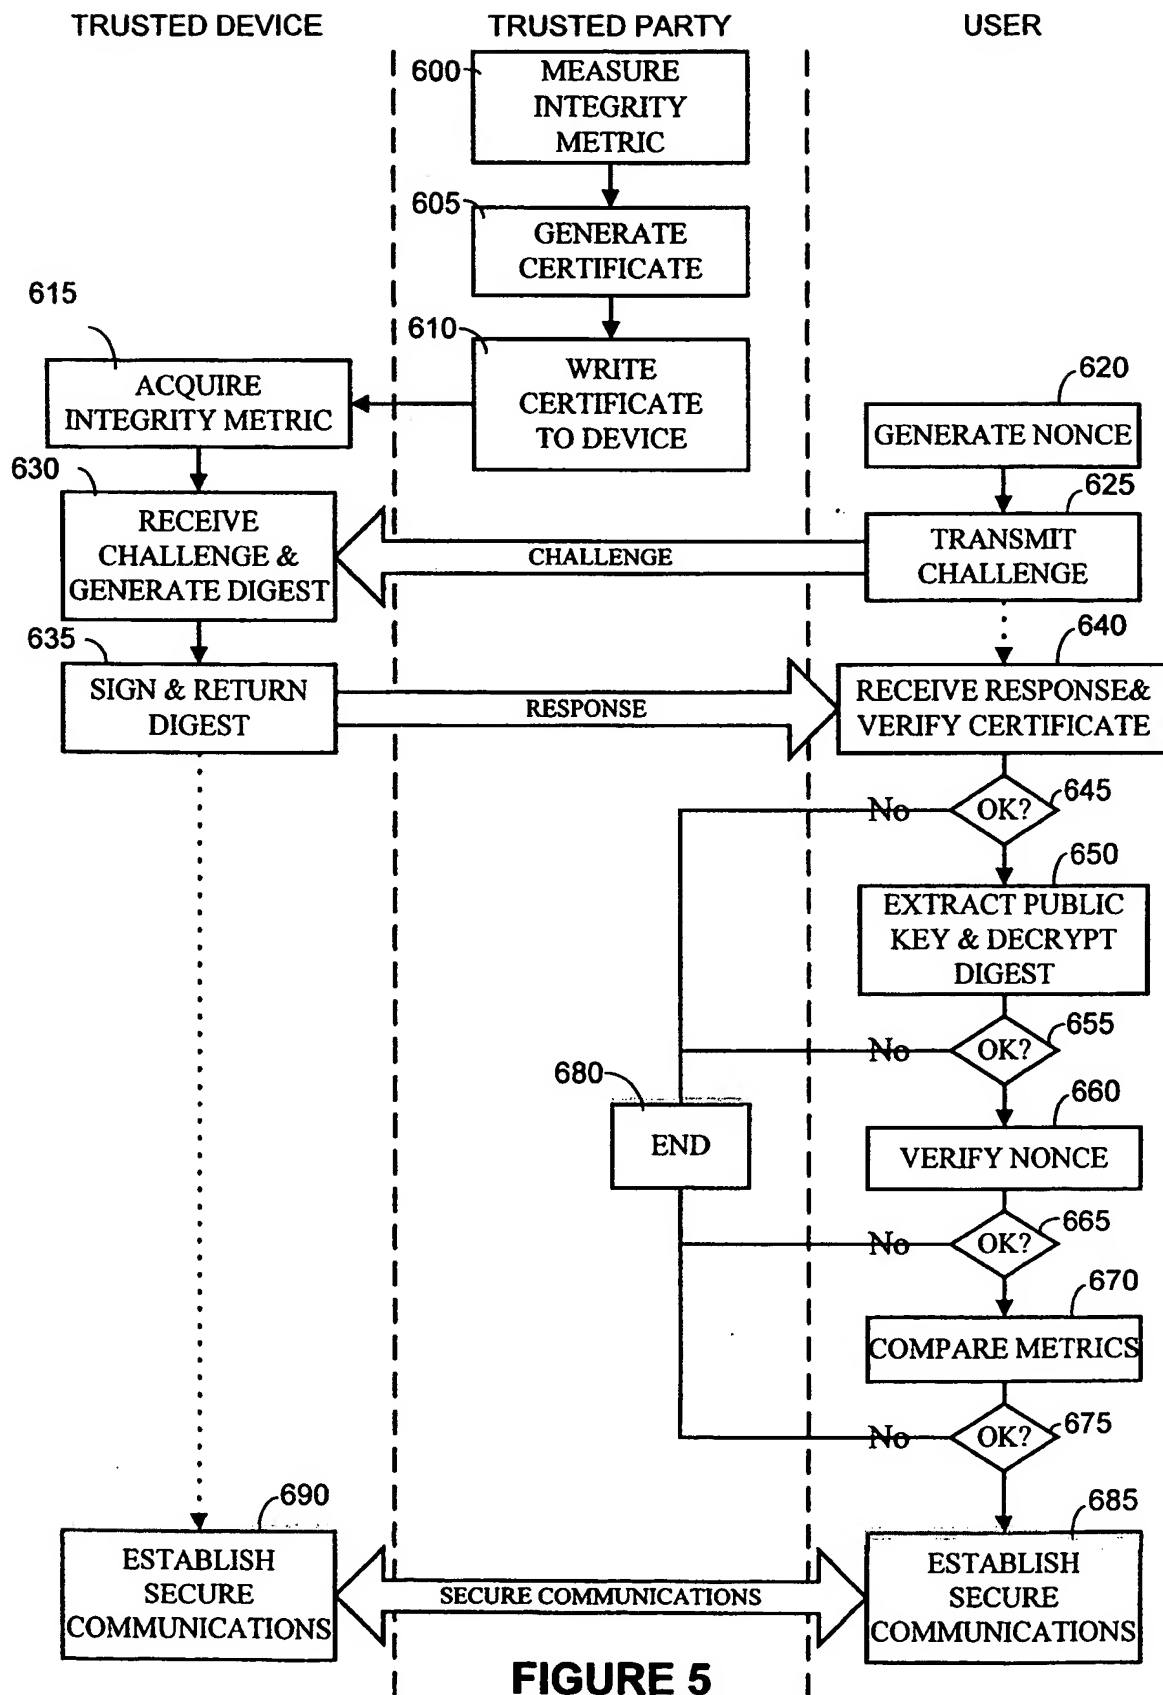 TRUSTED DEVICE
TRUSTED PARTY
USER
600
MEASURE
INTEGRITY
METRIC
605
GENERATE
CERTIFICATE
610
WRITE
CERTIFICATE
TO DEVICE
615
ACQUIRE
INTEGRITY METRIC
620
GENERATE NONCE
625
TRANSMIT
CHALLENGE
CHALLENGE
630
RECEIVE
CHALLENGE &
GENERATE DIGEST
635
SIGN & RETURN
DIGEST
RESPONSE
640
RECEIVE RESPONSE&
VERIFY CERTIFICATE
645
OK?
No
650
EXTRACT PUBLIC
KEY & DECRYPT
DIGEST
655
OK?
No
680
END
660
VERIFY NONCE
665
OK?
No
670
COMPARE METRICS
675
OK?
No
690
ESTABLISH
SECURE
COMMUNICATIONS
SECURE COMMUNICATIONS
685
ESTABLISH
SECURE
COMMUNICATIONS
FIGURE 5